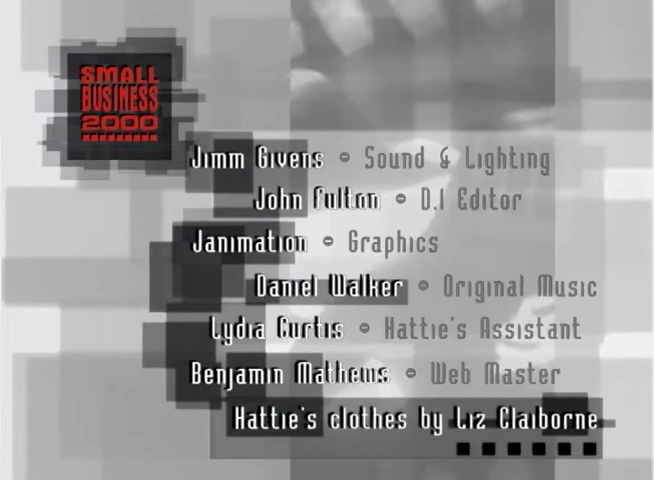 SMALL
BUSINESS
2000
Jimm Givens • Sound & Lighting
John Fulton • D.I Editor
Janimation • Graphics
Daniel Walker • Original Music
Lydia Curtis • Hattie's Assistant
Benjamin Mathews • Web Master
Hattie's clothes by Liz Claiborne